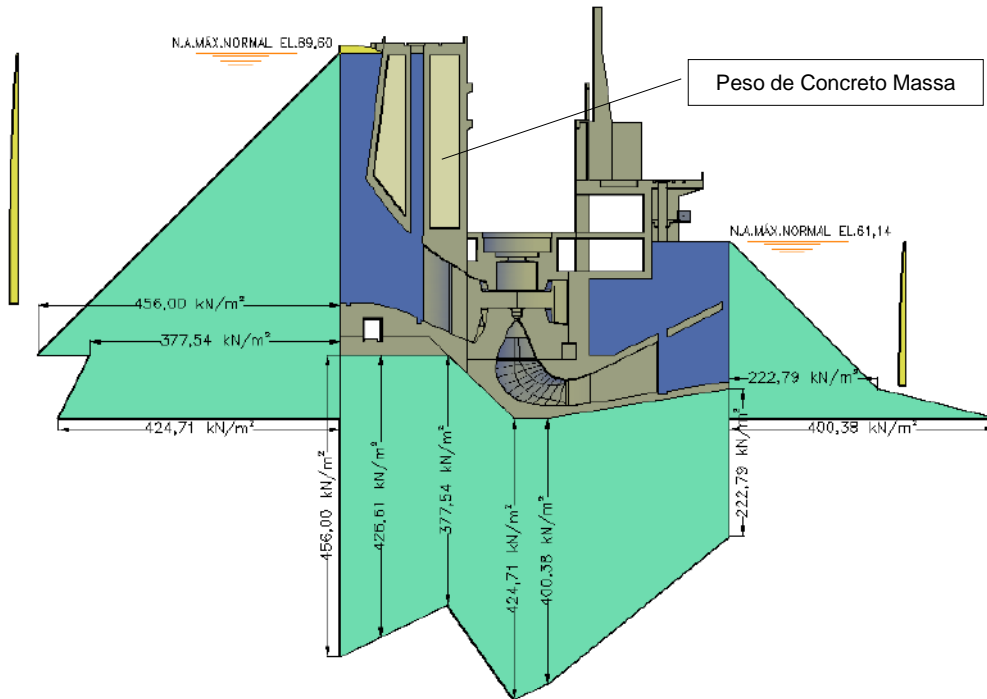 N.A.MÁX.NORMAL EL.89,60
Peso de Concreto Massa
N.A.MÁX.NORMAL EL.61,14
456,00 kN/m²
377,54 kN/m²
222,79 kN/m²
424,71 kN/m²
400,38 kN/m²
456,00 kN/m²
426,61 kN/m²
377,54 kN/m²
424,71 kN/m²
400,38 kN/m²
222,79 kN/m²